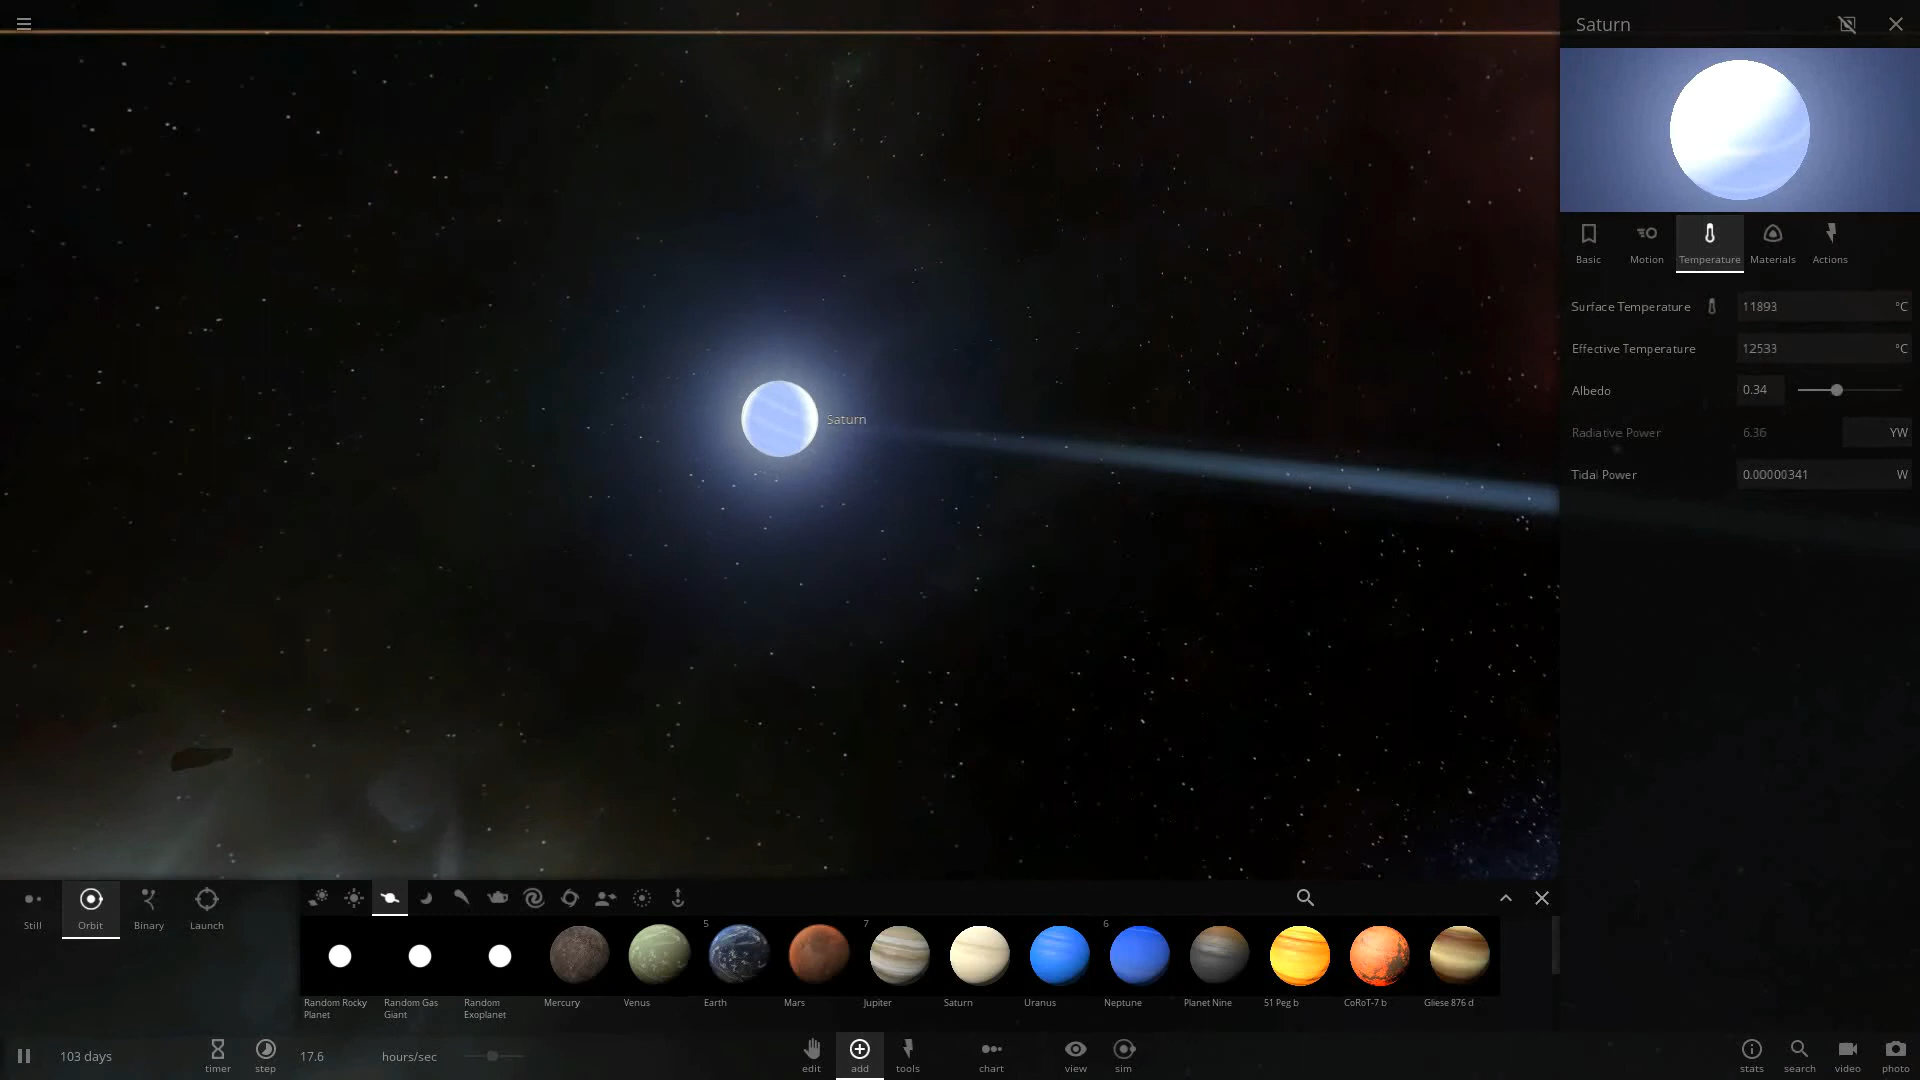 Saturn
Basic Motion Temperature Materials Actions
Surface Temperature 11893 °C
Effective Temperature 12533 °C
Albedo 0.34
Radiative Power 6.36 YW
Tidal Power 0.00000341 W
Saturn
Still Orbit Binary Launch
5 7 6
Random Rocky Planet
Random Gas Giant
Random Exoplanet
Mercury
Venus
Earth
Mars
Jupiter
Saturn
Uranus
Neptune
Planet Nine
51 Peg b
CoRoT-7 b
Gliese 876 d
103 days timer step 17.6 hours/sec edit add tools chart view sim stats search video photo